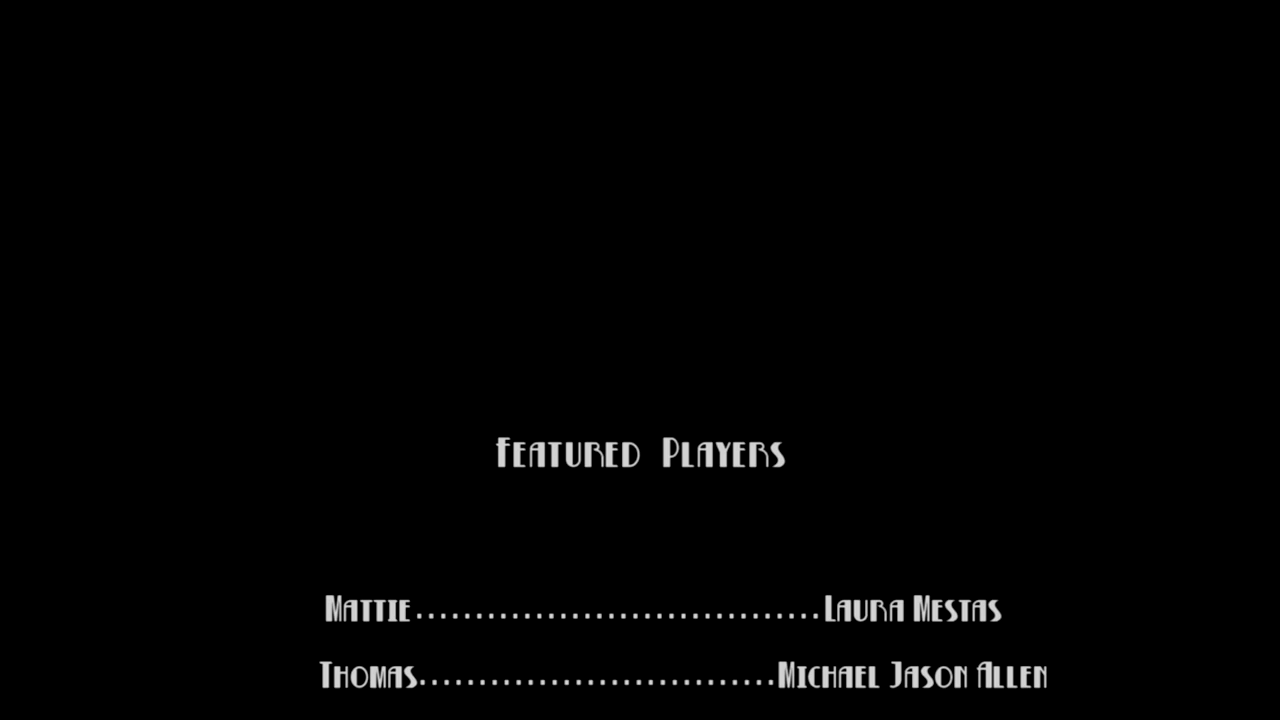 Featured Players
Mattie..................................Laura Mestas
Thomas..............................Michael Jason Allen